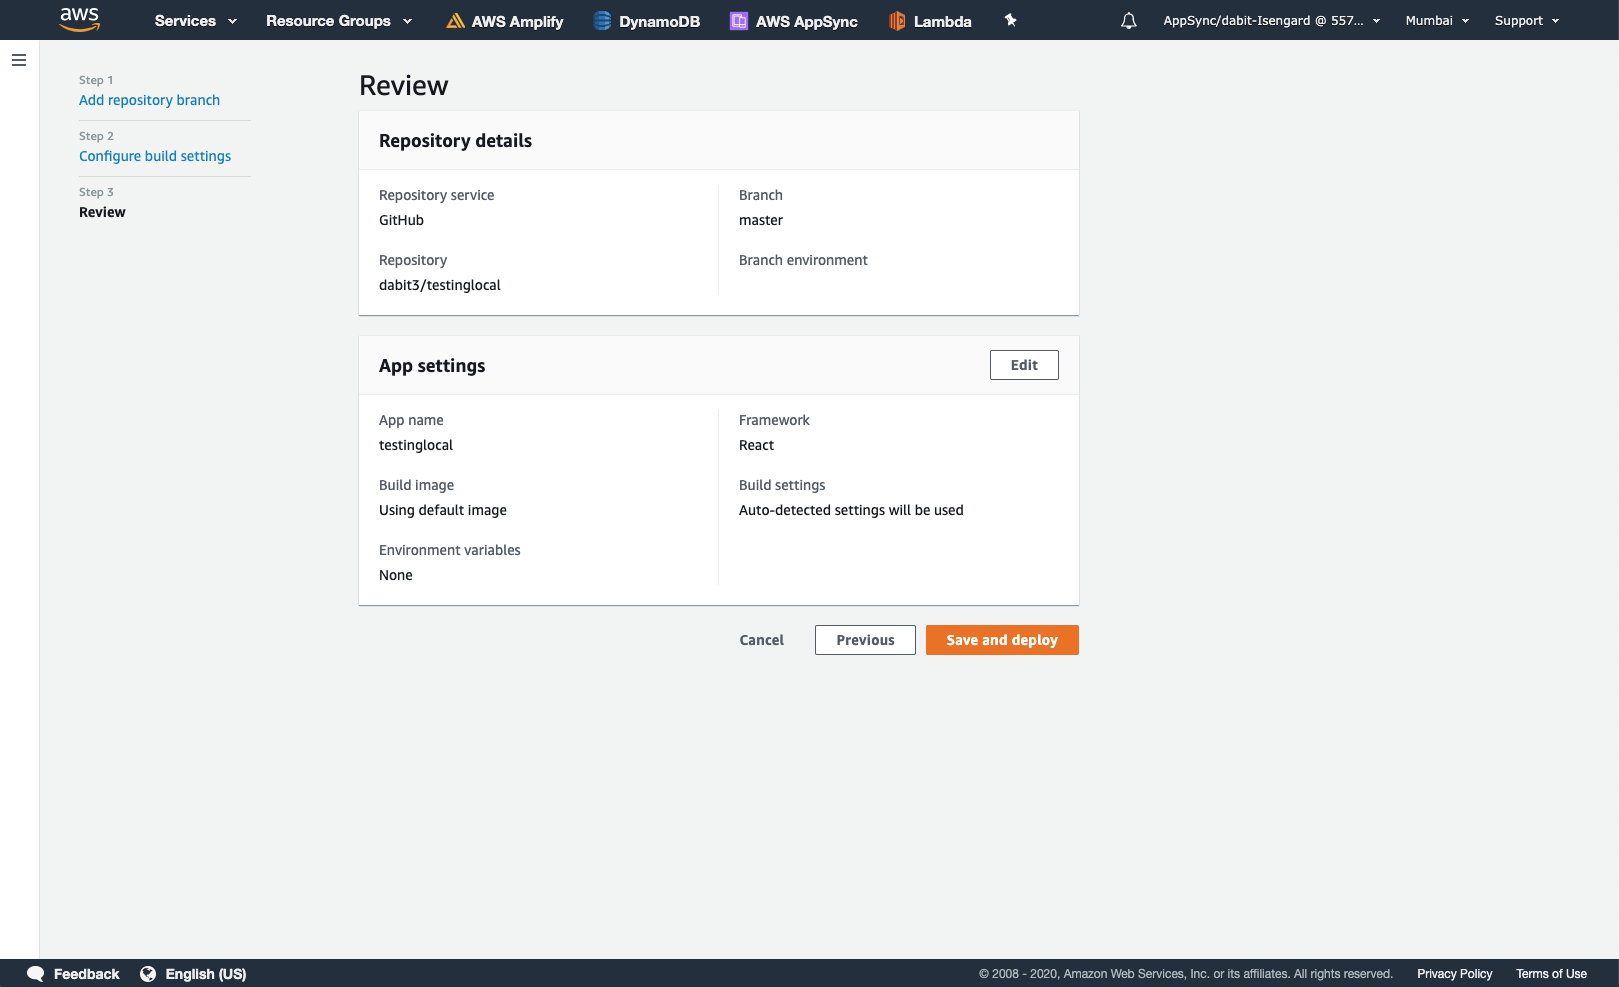 aws Services Resource Groups AWS Amplify DynamoDB AWS AppSync Lambda AppSync/dabit-Isengard @ 557... Mumbai Support
Step 1
Add repository branch
Step 2
Configure build settings
Step 3
Review
Review
Repository details
Repository service
GitHub
Repository
dabit3/testinglocal
Branch
master
Branch environment
App settings
Edit
App name
testinglocal
Build image
Using default image
Environment variables
None
Framework
React
Build settings
Auto-detected settings will be used
Cancel Previous Save and deploy
Feedback English (US) © 2008 - 2020, Amazon Web Services, Inc. or its affiliates. All rights reserved. Privacy Policy Terms of Use